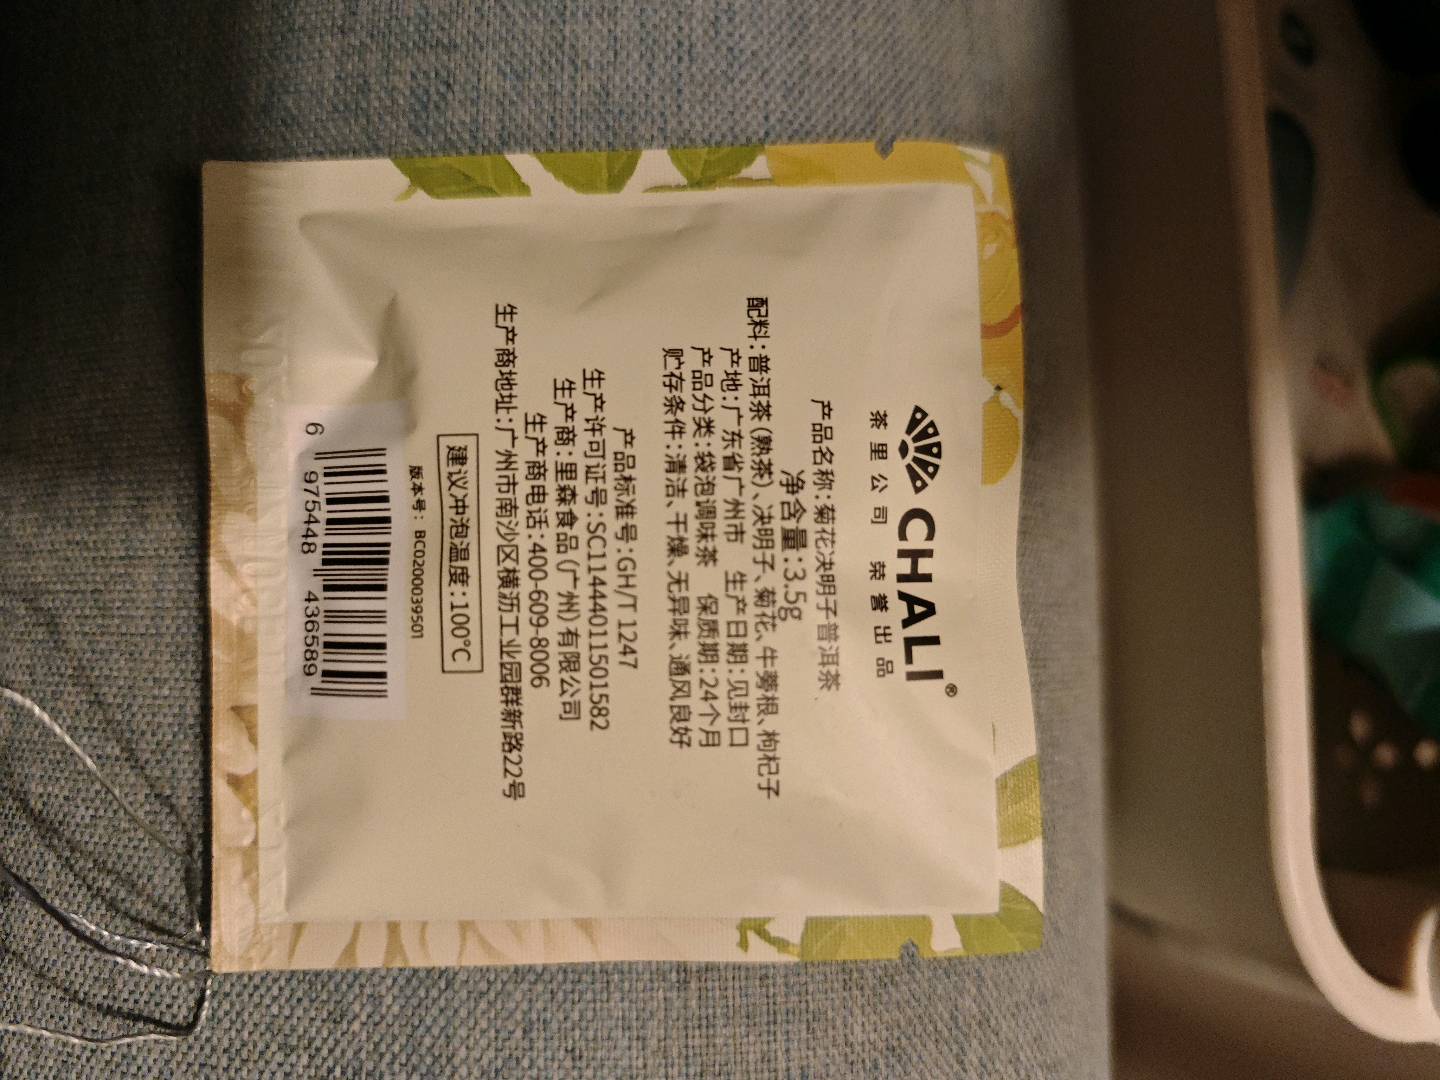 CHALI®
茶里公司 荣誉出品
产品名称:菊花决明子普洱茶
净含量:3.5g
配料:普洱茶(熟茶)、决明子、菊花、牛蒡根、枸杞子
产地:广东省广州市 生产日期:见封口
产品分类:袋泡调味茶 保质期:24个月
贮存条件:清洁、干燥、无异味、通风良好
产品标准号:GH/T 1247
生产许可证号:SC11444011501582
生产商:里森食品(广州)有限公司
生产商电话:400-609-8006
生产商地址:广州市南沙区横沥工业园群新路22号
建议冲泡温度:100℃
版本号:BC0200039501
6 975448 436589